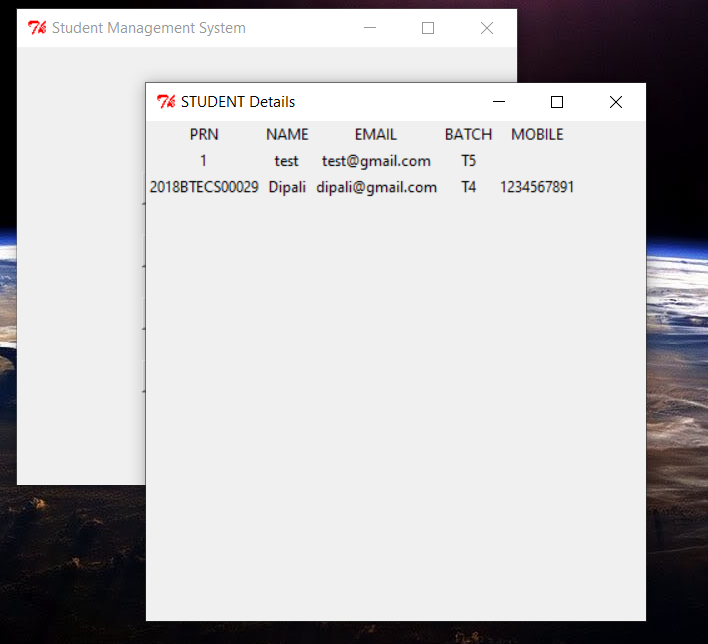 Student Management System
STUDENT Details
PRN NAME EMAIL BATCH MOBILE
1 test test@gmail.com T5
2018BTECS00029 Dipali dipali@gmail.com T4 1234567891